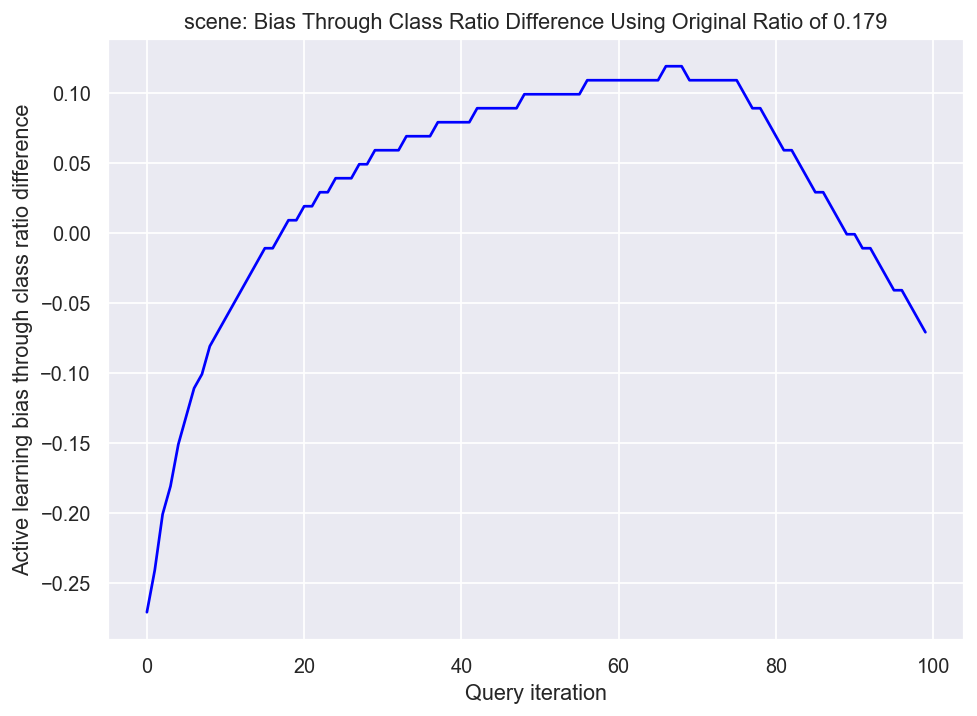 scene: Bias Through Class Ratio Difference Using Original Ratio of 0.179
Active learning bias through class ratio difference
0.10
0.05
0.00
−0.05
−0.10
−0.15
−0.20
−0.25
0 20 40 60 80 100
Query iteration